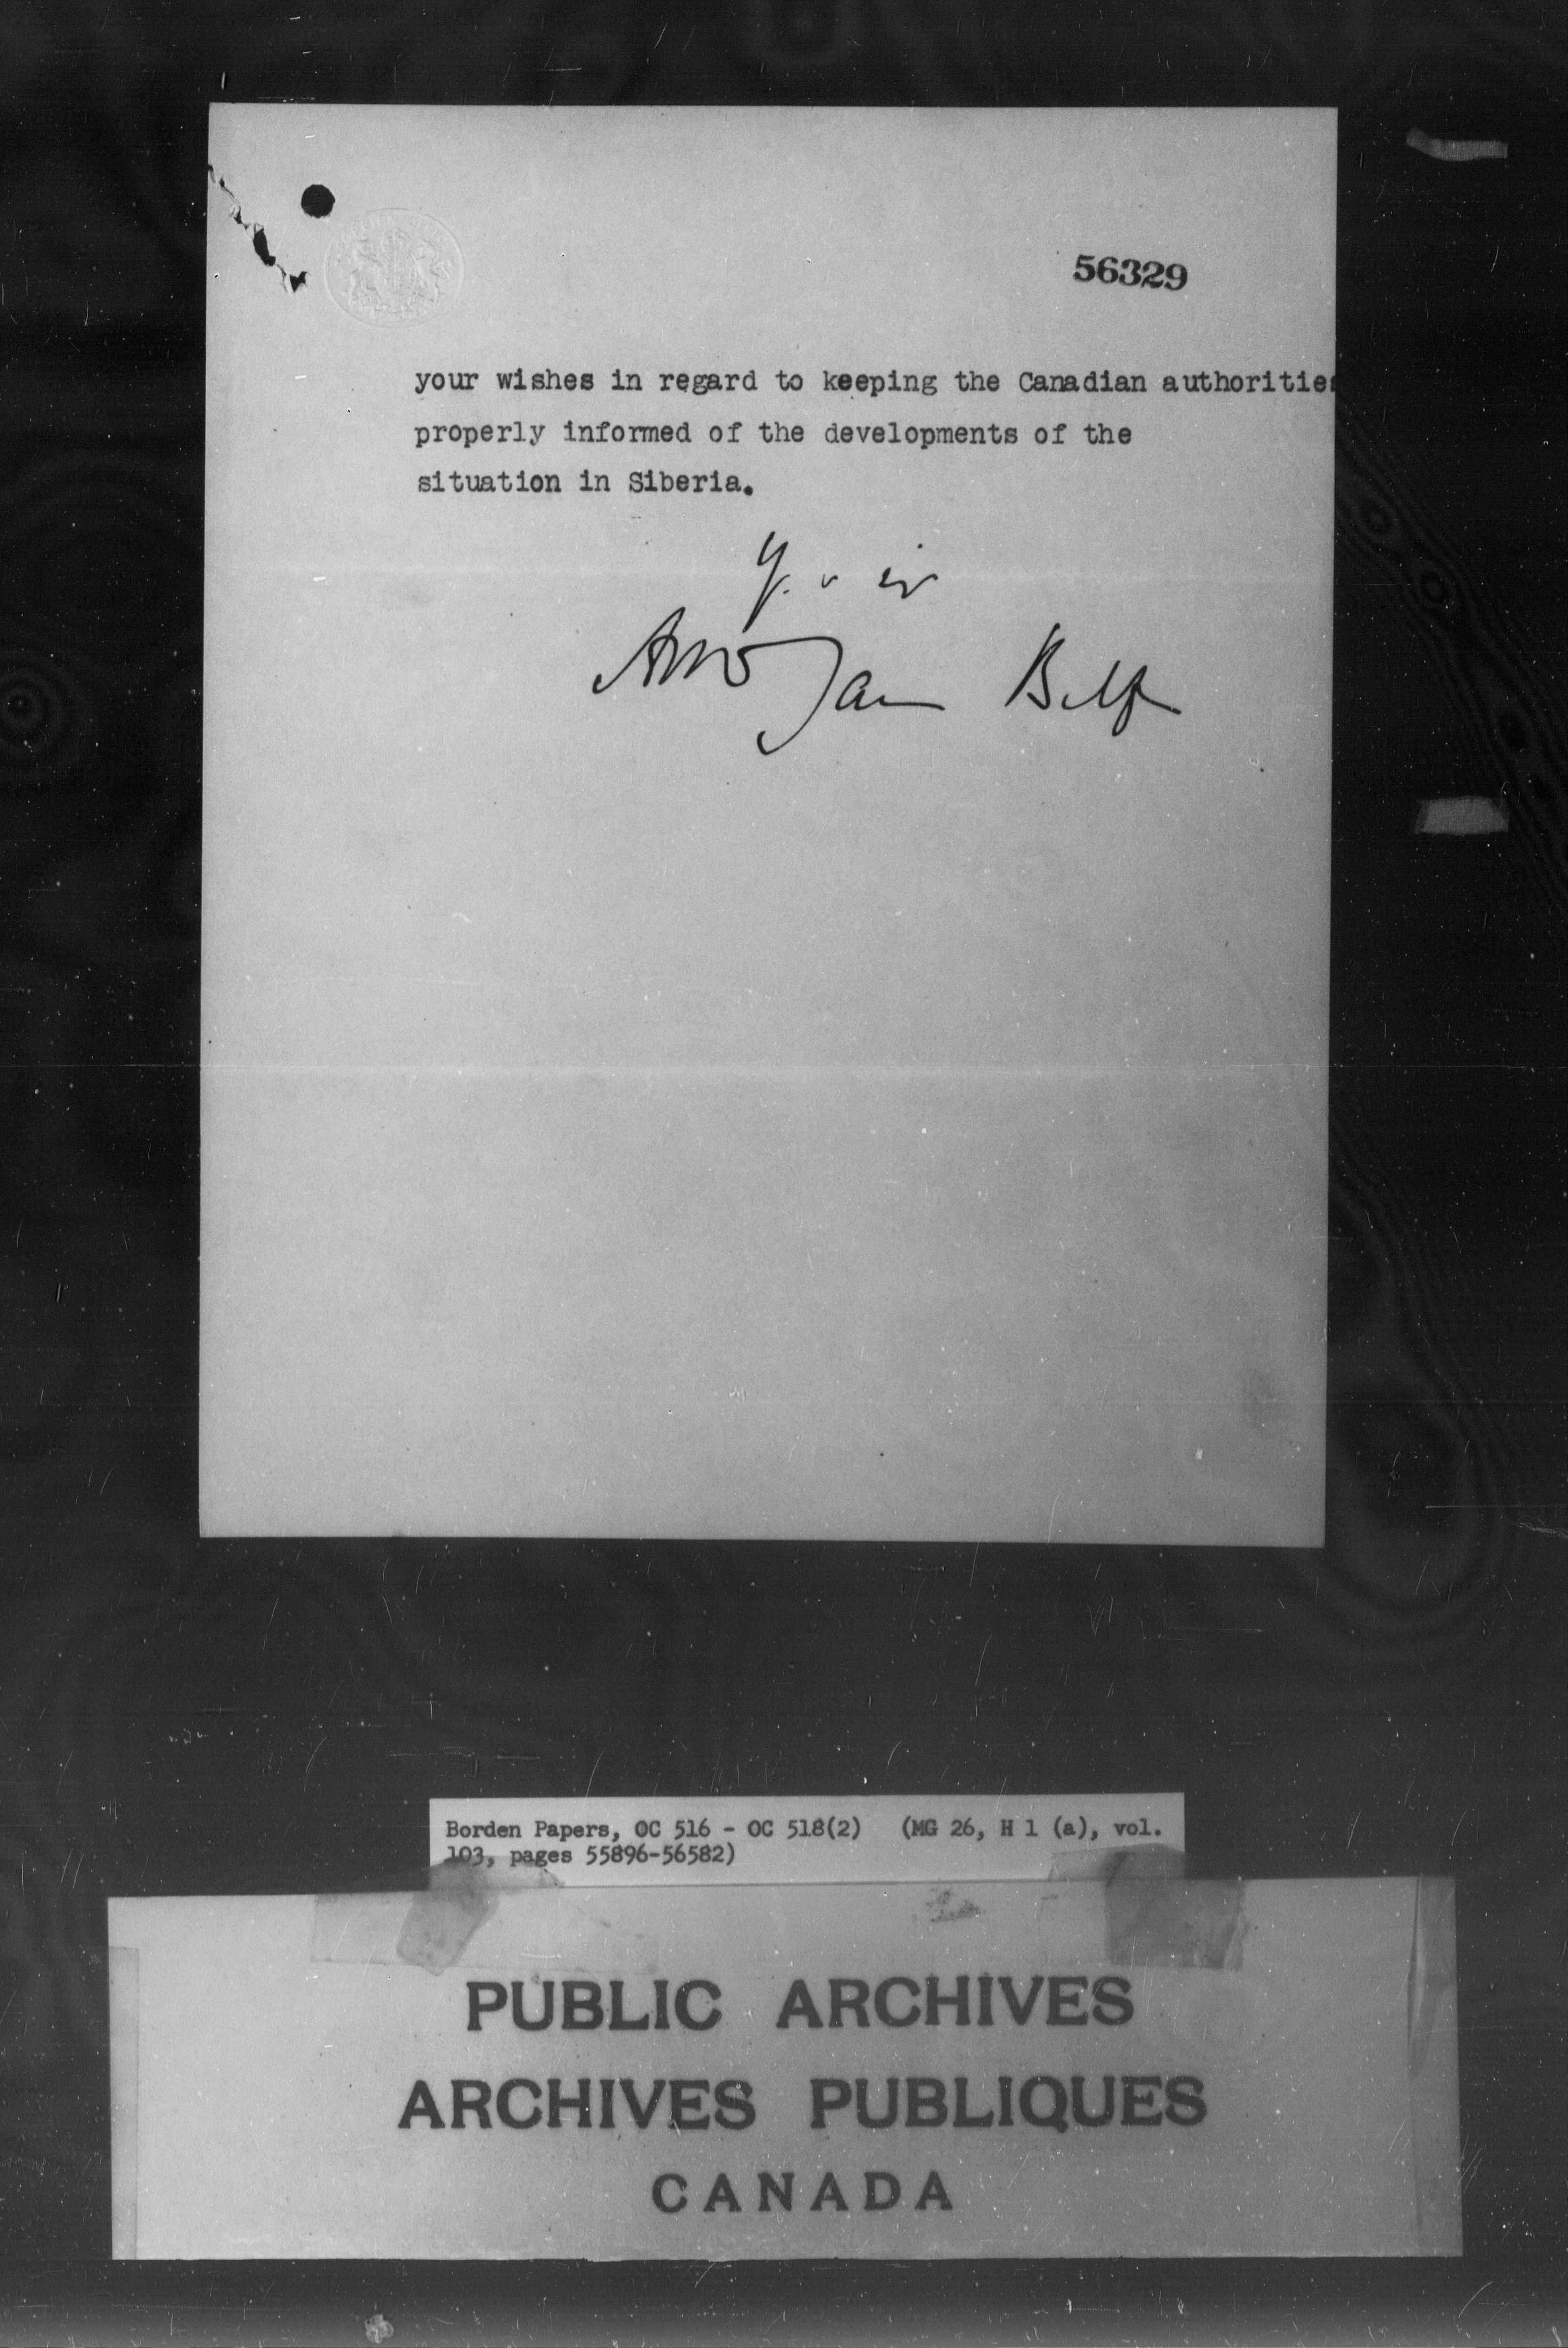 56329
your wishes in regard to keeping the Canadian authorities
properly informed of the developments of the
situation in Siberia.
Borden Papers, OC 516 - OC 518(2) (MG 26, H 1 (a), vol.
103, pages 55896-56582)
PUBLIC ARCHIVES
ARCHIVES PUBLIQUES
CANADA